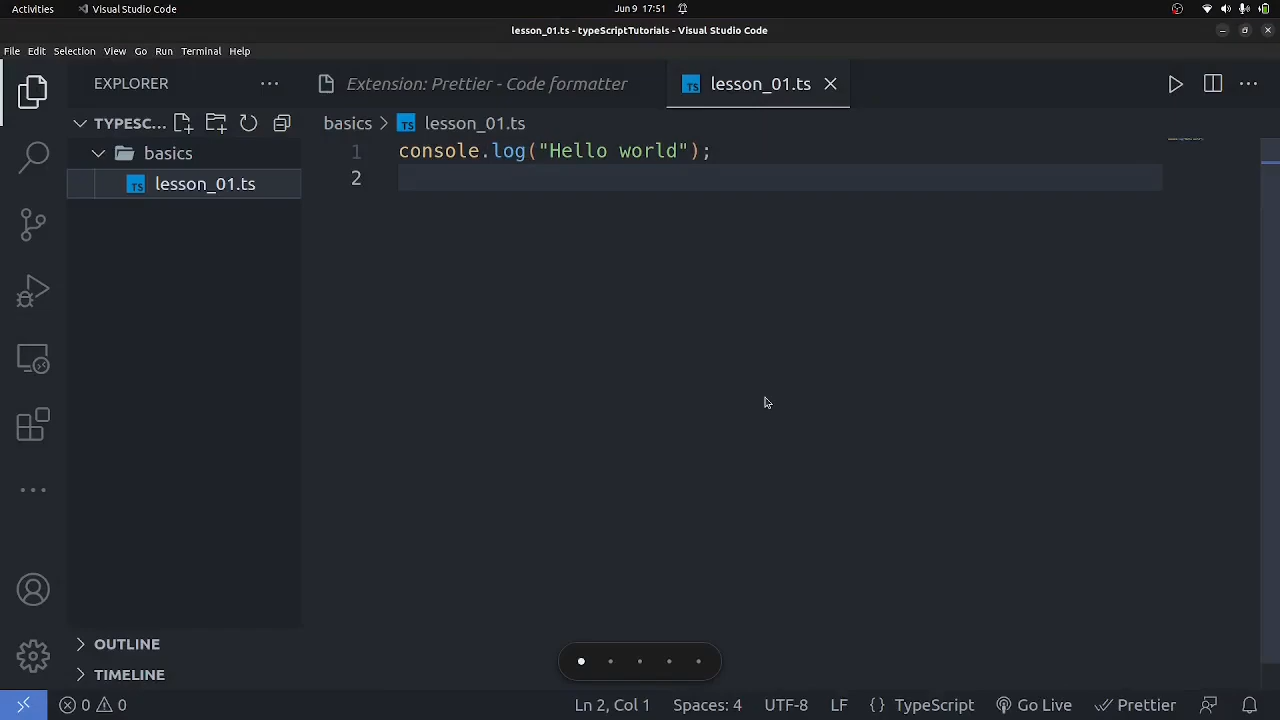 Activities Visual Studio Code Jun 9 17:51
lesson_01.ts - typeScriptTutorials - Visual Studio Code
File Edit Selection View Go Run Terminal Help
EXPLORER Extension: Prettier - Code formatter TS lesson_01.ts
TYPESC... basics > TS lesson_01.ts
basics
TS lesson_01.ts
1 console.log("Hello world");
2
OUTLINE
TIMELINE
0 0 Ln 2, Col 1 Spaces: 4 UTF-8 LF {} TypeScript Go Live Prettier